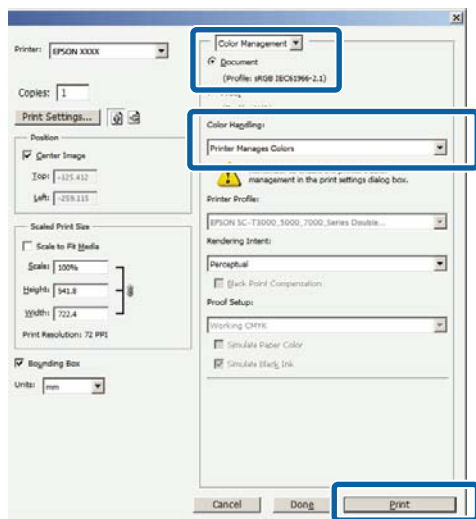 Printer: EPSON XXXX
Copies: 1
Print Settings...
Position
Center Image
Top: -125.412
Left: -259.115
Scaled Print Size
Scale to Fit Media
Scale: 100%
Height: 541.8
Width: 722.4
Print Resolution: 72 PPI
Bounding Box
Units: mm
Color Management
Document
(Profile: sRGB IEC61966-2.1)
Color Handling:
Printer Manages Colors
management in the print settings dialog box.
Printer Profile:
EPSON SC-T3000_5000_7000_Series Double...
Rendering Intent:
Perceptual
Black Point Compensation
Proof Setup:
Working CMYK
Simulate Paper Color
Simulate Black Ink
Cancel
Done
Print